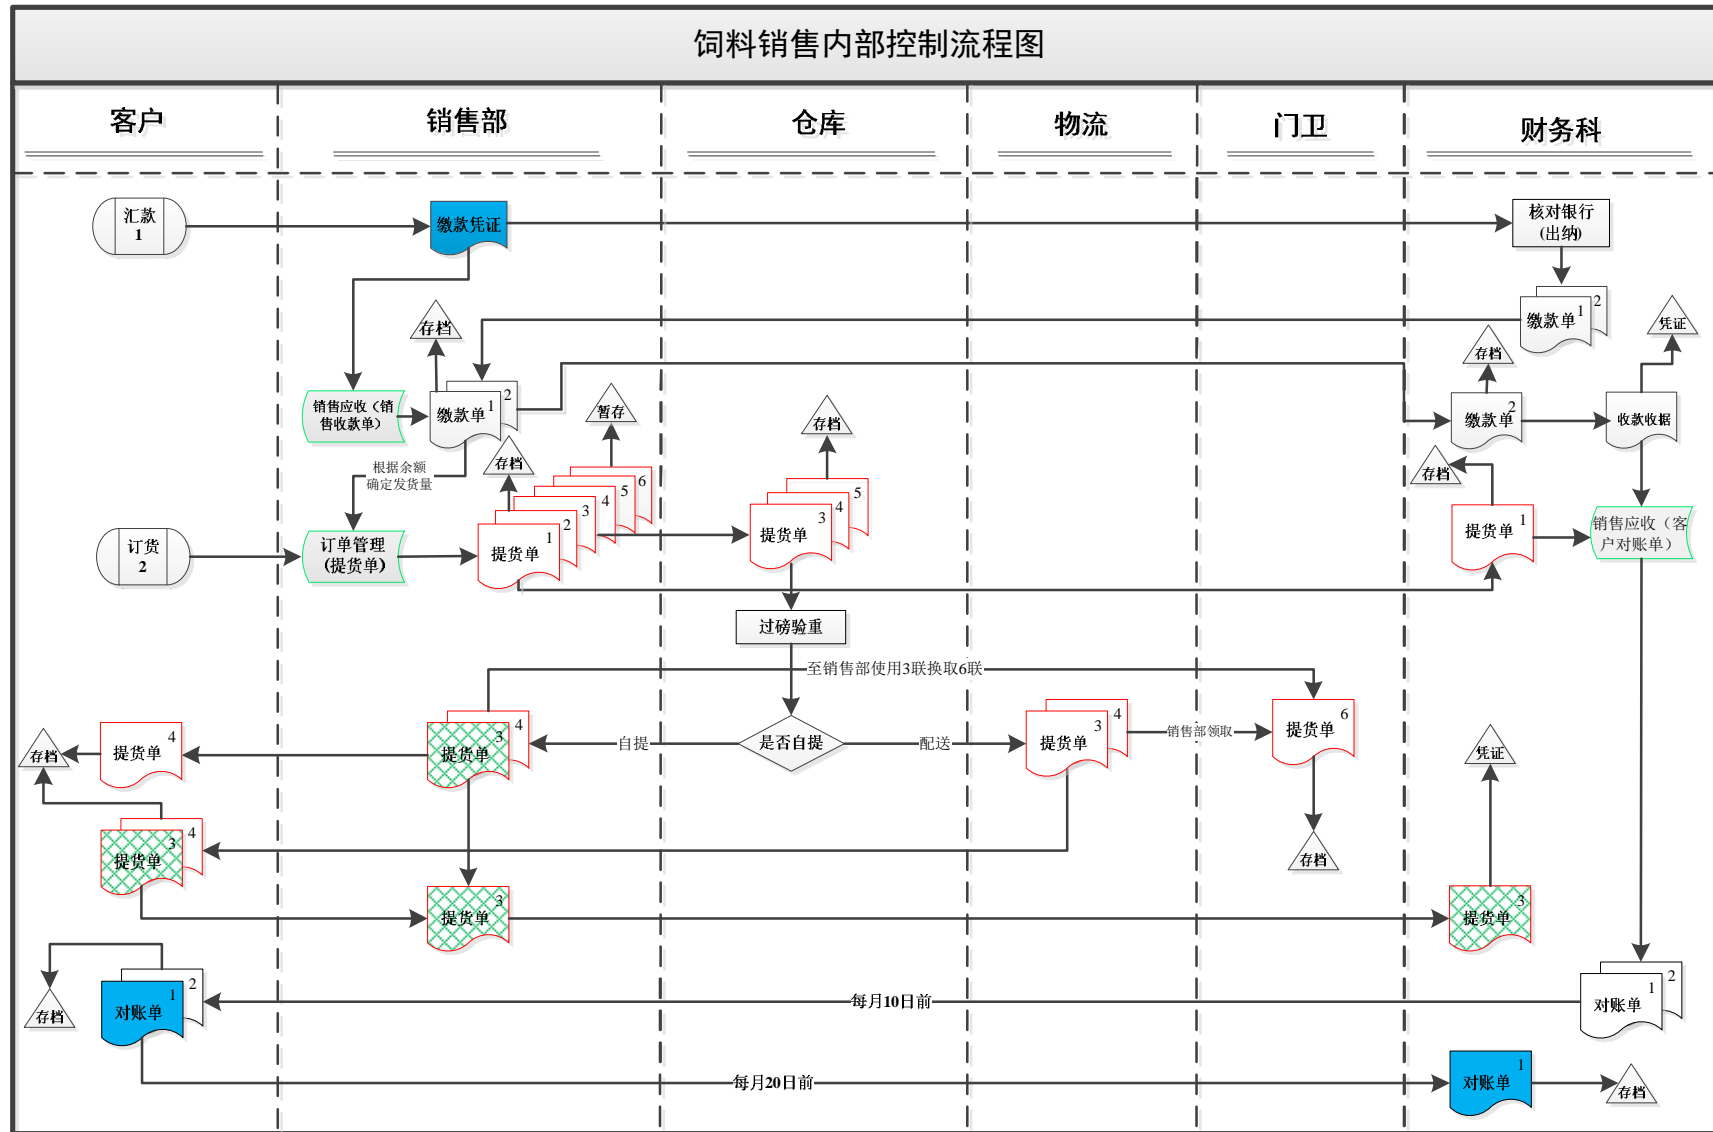 饲料销售内部控制流程图
客户
销售部
仓库
物流
门卫
财务科
汇款
1
缴款凭证
核对银行
(出纳)
缴款单
1
2
存档
凭证
存档
销售应收（销
售收款单）
缴款单
1
2
暂存
存档
缴款单
2
收款收据
根据余额
确定发货量
存档
存档
订货
2
订单管理
(提货单)
提货单
1
2
3
4
5
6
提货单
3
4
5
提货单
1
销售应收（客
户对账单）
过磅验重
至销售部使用3联换取6联
存档
提货单
4
提货单
3
4
自提
是否自提
配送
提货单
3
4
销售部领取
提货单
6
凭证
提货单
3
4
存档
提货单
3
提货单
3
存档
对账单
1
2
每月10日前
对账单
1
2
每月20日前
对账单
1
存档